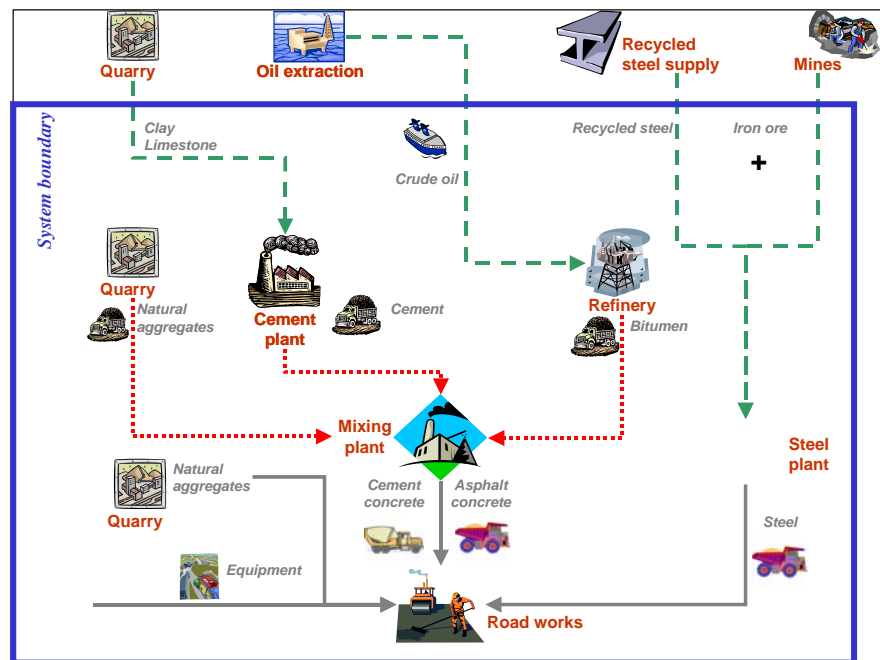 Quarry
Oil extraction
Recycled
steel supply
Mines
System boundary
Clay
Limestone
Crude oil
Recycled steel
Iron ore
+
Quarry
Natural
aggregates
Cement
plant
Cement
Refinery
Bitumen
Mixing
plant
Steel
plant
Quarry
Natural
aggregates
Cement
concrete
Asphalt
concrete
Steel
Equipment
Road works